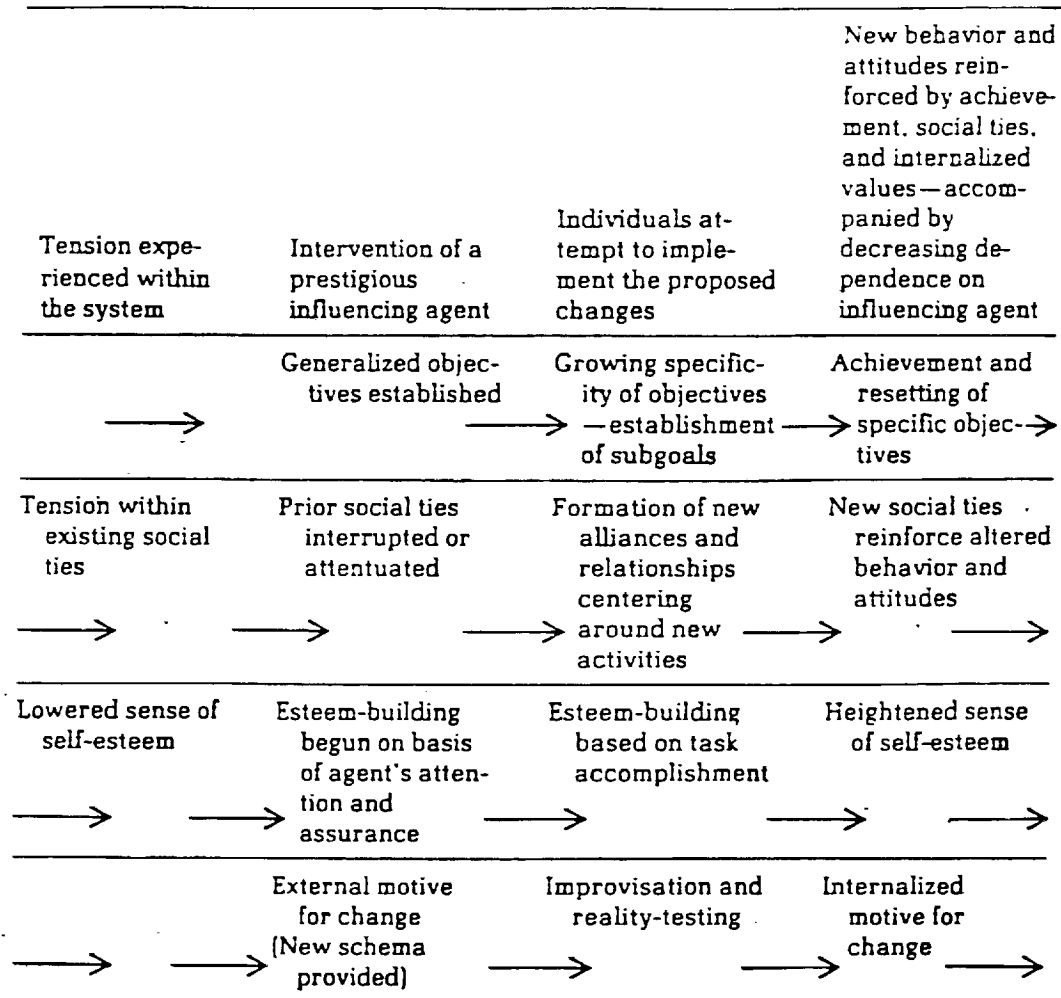 Tension expe-
rienced within
the system
Intervention of a
prestigious
influencing agent
Individuals at-
tempt to imple-
ment the proposed
changes
New behavior and
attitudes rein-
forced by achieve-
ment, social ties,
and internalized
values—accom-
panied by
decreasing de-
pendence on
influencing agent
Generalized objec-
tives established
Growing specific-
ity of objectives
—establishment
of subgoals
Achievement and
resetting of
specific objec-
tives
Tension within
existing social
ties
Prior social ties
interrupted or
attentuated
Formation of new
alliances and
relationships
centering
around new
activities
New social ties
reinforce altered
behavior and
attitudes
Lowered sense of
self-esteem
Esteem-building
begun on basis
of agent's atten-
tion and
assurance
Esteem-building
based on task
accomplishment
Heightened sense
of self-esteem
External motive
for change
(New schema
provided)
Improvisation and
reality-testing
Internalized
motive for
change